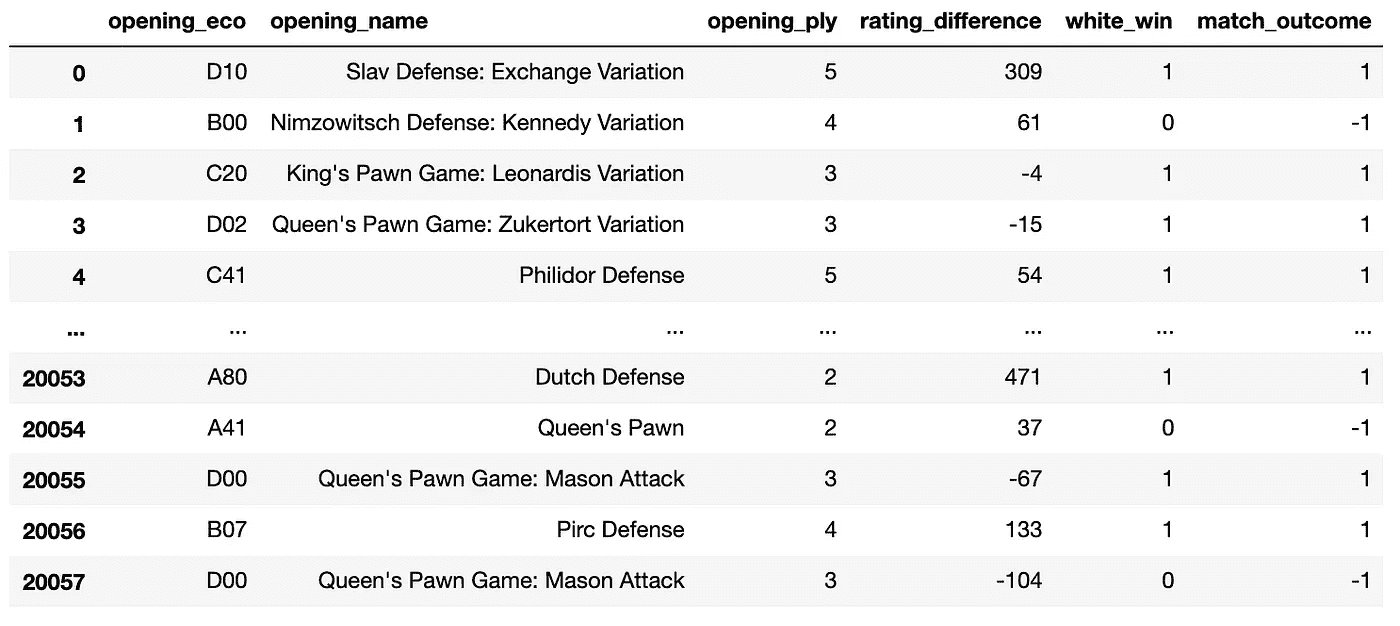 opening_eco opening_name opening_ply rating_difference white_win match_outcome
0 D10 Slav Defense: Exchange Variation 5 309 1 1
1 B00 Nimzowitsch Defense: Kennedy Variation 4 61 0 -1
2 C20 King's Pawn Game: Leonardis Variation 3 -4 1 1
3 D02 Queen's Pawn Game: Zukertort Variation 3 -15 1 1
4 C41 Philidor Defense 5 54 1 1
... ... ... ... ... ... ...
20053 A80 Dutch Defense 2 471 1 1
20054 A41 Queen's Pawn 2 37 0 -1
20055 D00 Queen's Pawn Game: Mason Attack 3 -67 1 1
20056 B07 Pirc Defense 4 133 1 1
20057 D00 Queen's Pawn Game: Mason Attack 3 -104 0 -1